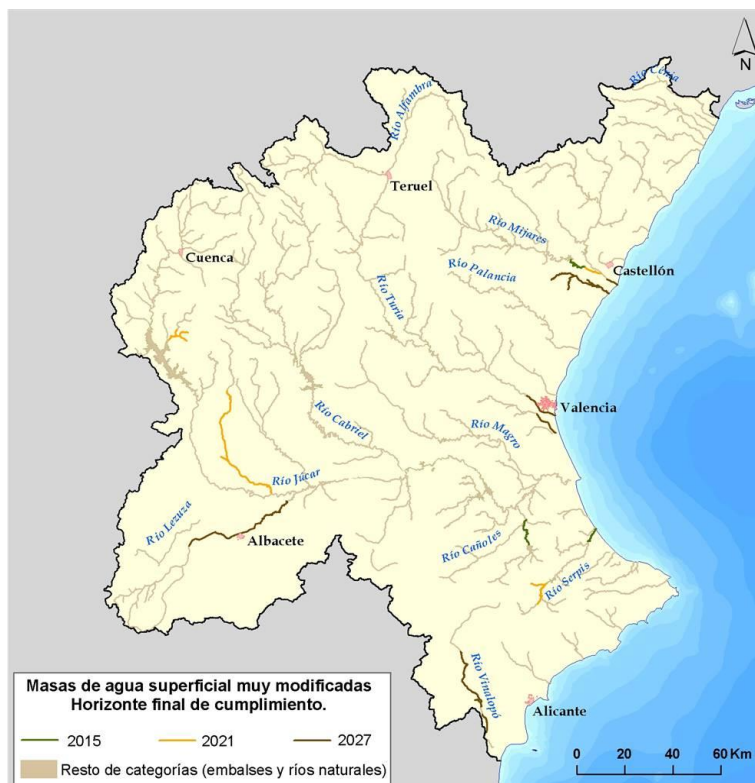 N
Río Cenia
Río Alfambra
Teruel
Río Mijares
Cuenca
Castellón
Río Palancia
Río Turia
Valencia
Río Cabriel
Río Magro
Río Júcar
Río Lezuza
Albacete
Río Cañoles
Río Serpis
Río Vinalopó
Alicante
Masas de agua superficial muy modificadas
Horizonte final de cumplimiento.
2015 2021 2027
Resto de categorías (embalses y ríos naturales)
0 20 40 60 Km